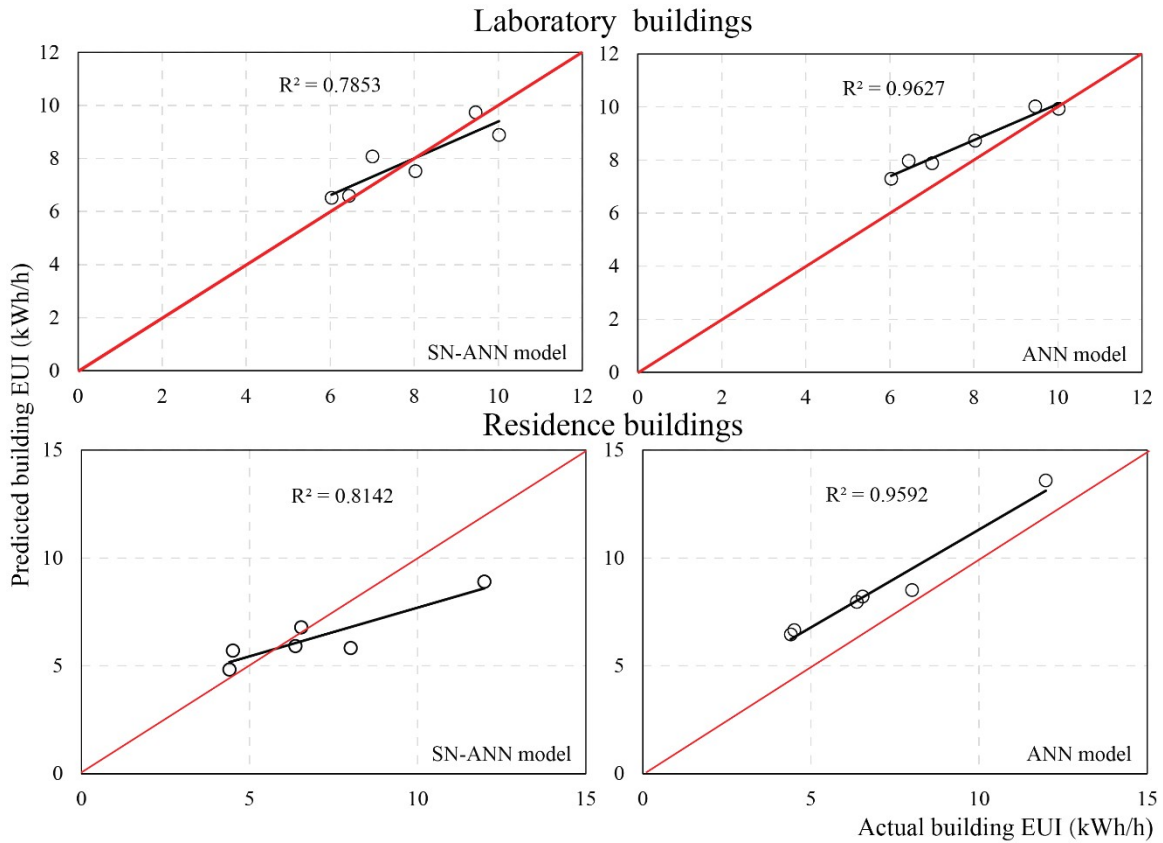 Laboratory buildings
12
10
8
6
4
2
0
R² = 0.7853
SN-ANN model
0 2 4 6 8 10 12
12
10
8
6
4
2
0
R² = 0.9627
ANN model
0 2 4 6 8 10 12
Predicted building EUI (kWh/h)
Residence buildings
15
10
5
0
R² = 0.8142
SN-ANN model
0 5 10 15
15
10
5
0
R² = 0.9592
ANN model
0 5 10 15
Actual building EUI (kWh/h)